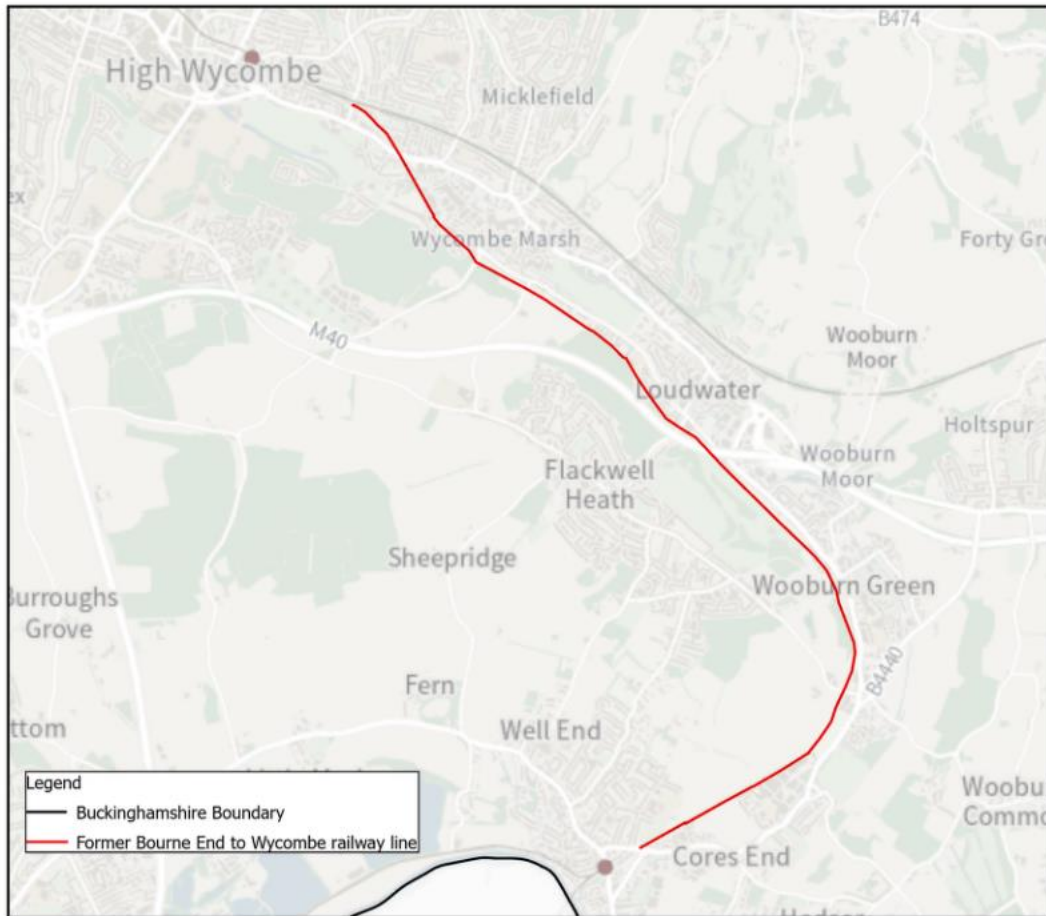 B474
High Wycombe
Micklefield
Wycombe Marsh
Forty Gr
M40
Wooburn
Moor
Loudwater
Holtspur
Wooburn
Moor
Flackwell
Heath
Sheepridge
Wooburn Green
Burroughs
Grove
B4440
Fern
ttom
Well End
Legend
Buckinghamshire Boundary
Former Bourne End to Wycombe railway line
Woobu
Commo
Cores End